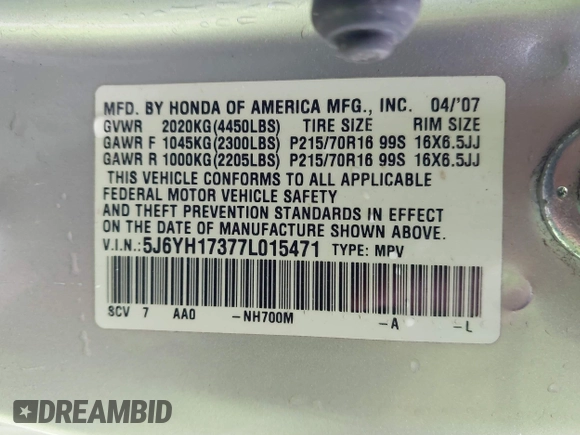 MFD. BY HONDA OF AMERICA MFG., INC. 04/'07
GVWR 2020KG(4450LBS) TIRE SIZE RIM SIZE
GAWR F 1045KG(2300LBS) P215/70R16 99S 16X6.5JJ
GAWR R 1000KG(2205LBS) P215/70R16 99S 16X6.5JJ
THIS VEHICLE CONFORMS TO ALL APPLICABLE
FEDERAL MOTOR VEHICLE SAFETY
AND THEFT PREVENTION STANDARDS IN EFFECT
ON THE DATE OF MANUFACTURE SHOWN ABOVE.
V.I.N.:5J6YH17377L015471 TYPE: MPV
SCV 7 AA0 -NH700M -A -L
DREAMBID